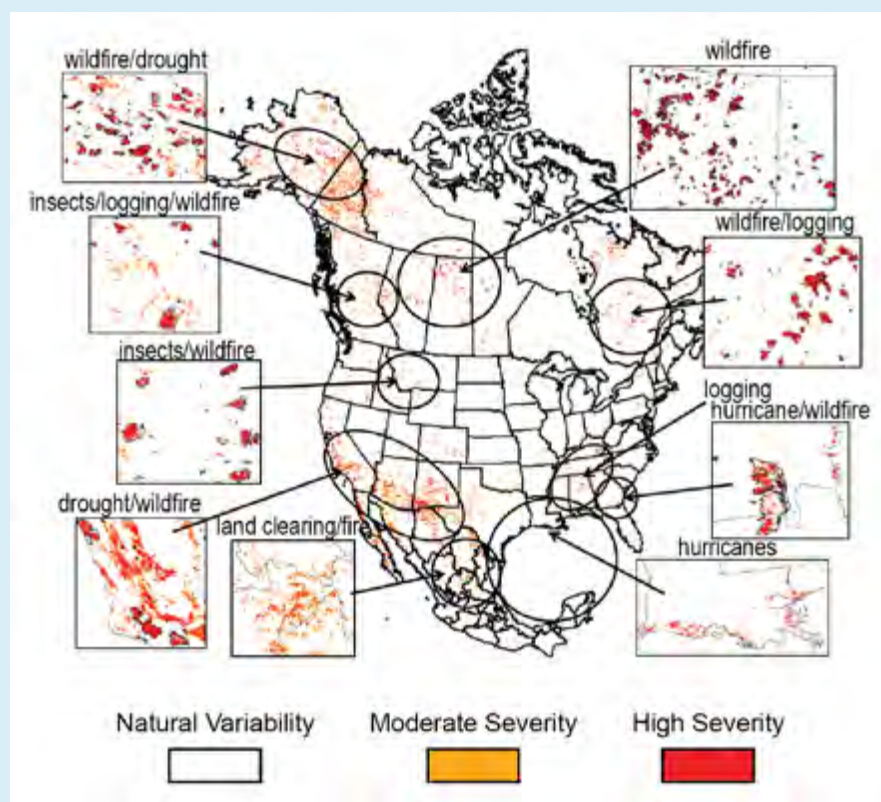 wildfire/drought
wildfire
insects/logging/wildfire
wildfire/logging
insects/wildfire
logging
hurricane/wildfire
drought/wildfire
land clearing/fire
hurricanes
Natural Variability
Moderate Severity
High Severity